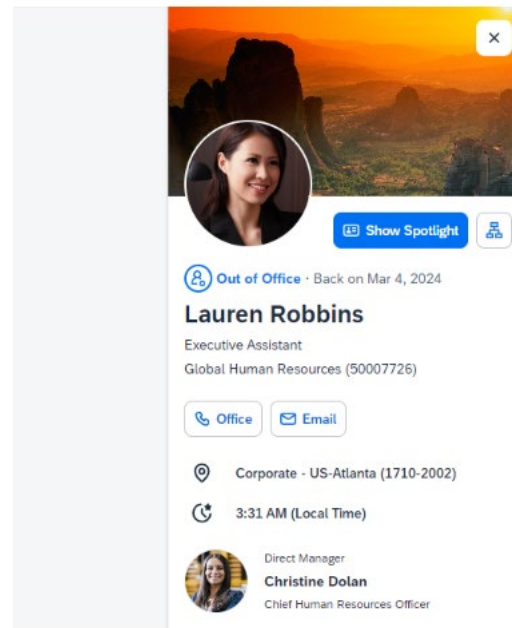 Show Spotlight
Out of Office · Back on Mar 4, 2024
Lauren Robbins
Executive Assistant
Global Human Resources (50007726)
Office
Email
Corporate - US-Atlanta (1710-2002)
3:31 AM (Local Time)
Direct Manager
Christine Dolan
Chief Human Resources Officer